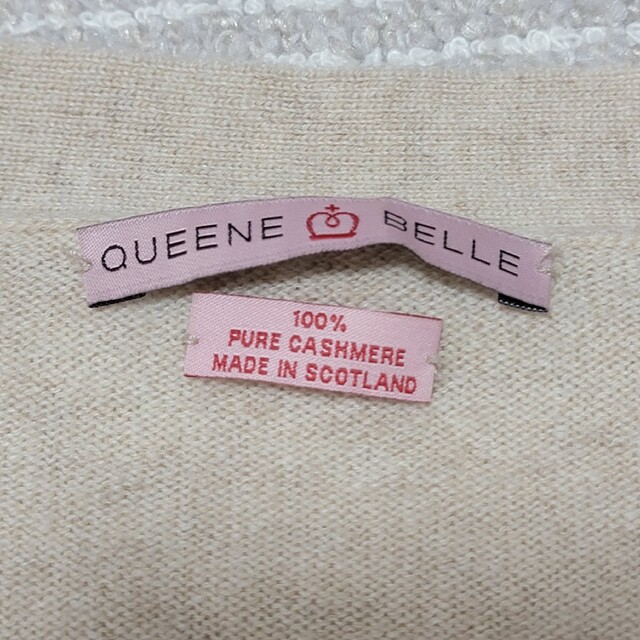 QUEENE BELLE
100%
PURE CASHMERE
MADE IN SCOTLAND